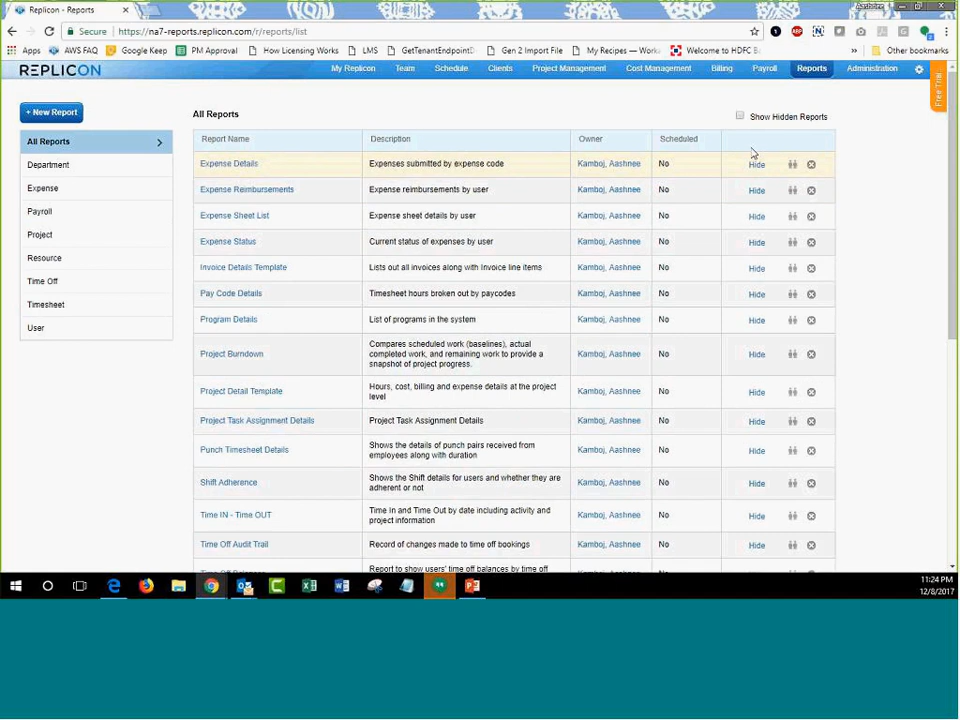 Replicon - Reports
Aashnee
Secure https://na7-reports.replicon.com/r/reports/list
Apps AWS FAQ Google Keep PM Approval How Licensing Works LMS GetTenantEndpointD Gen 2 Import File My Recipes — Works Welcome to HDFC B » Other bookmarks
REPLICON My Replicon Team Schedule Clients Project Management Cost Management Billing Payroll Reports Administration
Free Trial
+ New Report
All Reports
Department
Expense
Payroll
Project
Resource
Time Off
Timesheet
User
All Reports Show Hidden Reports
Report Name Description Owner Scheduled
Expense Details Expenses submitted by expense code Kamboj, Aashnee No Hide
Expense Reimbursements Expense reimbursements by user Kamboj, Aashnee No Hide
Expense Sheet List Expense sheet details by user Kamboj, Aashnee No Hide
Expense Status Current status of expenses by user Kamboj, Aashnee No Hide
Invoice Details Template Lists out all invoices along with Invoice line items Kamboj, Aashnee No Hide
Pay Code Details Timesheet hours broken out by paycodes Kamboj, Aashnee No Hide
Program Details List of programs in the system Kamboj, Aashnee No Hide
Project Burndown Compares scheduled work (baselines), actual
completed work, and remaining work to provide a
snapshot of project progress. Kamboj, Aashnee No Hide
Project Detail Template Hours, cost, billing and expense details at the project
level Kamboj, Aashnee No Hide
Project Task Assignment Details Project Task Assignment Details Kamboj, Aashnee No Hide
Punch Timesheet Details Shows the details of punch pairs received from
employees along with duration Kamboj, Aashnee No Hide
Shift Adherence Shows the Shift details for users and whether they are
adherent or not Kamboj, Aashnee No Hide
Time IN - Time OUT Time In and Time Out by date including activity and
project information Kamboj, Aashnee No Hide
Time Off Audit Trail Record of changes made to time off bookings Kamboj, Aashnee No Hide
Report to show users' time off balances by time off
11:24 PM
12/8/2017